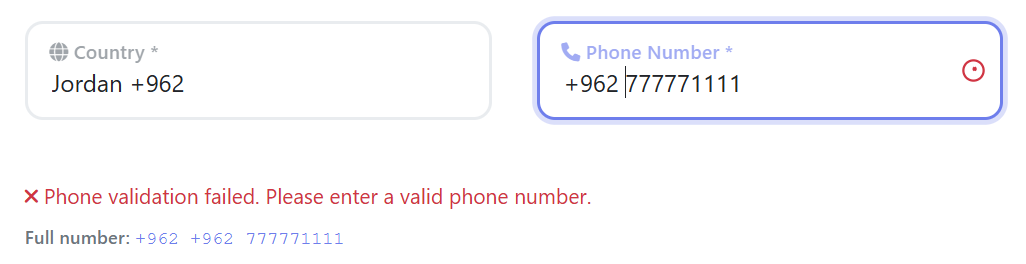 Country *
Jordan +962
Phone Number *
+962 777771111
Phone validation failed. Please enter a valid phone number.
Full number: +962 +962 777771111